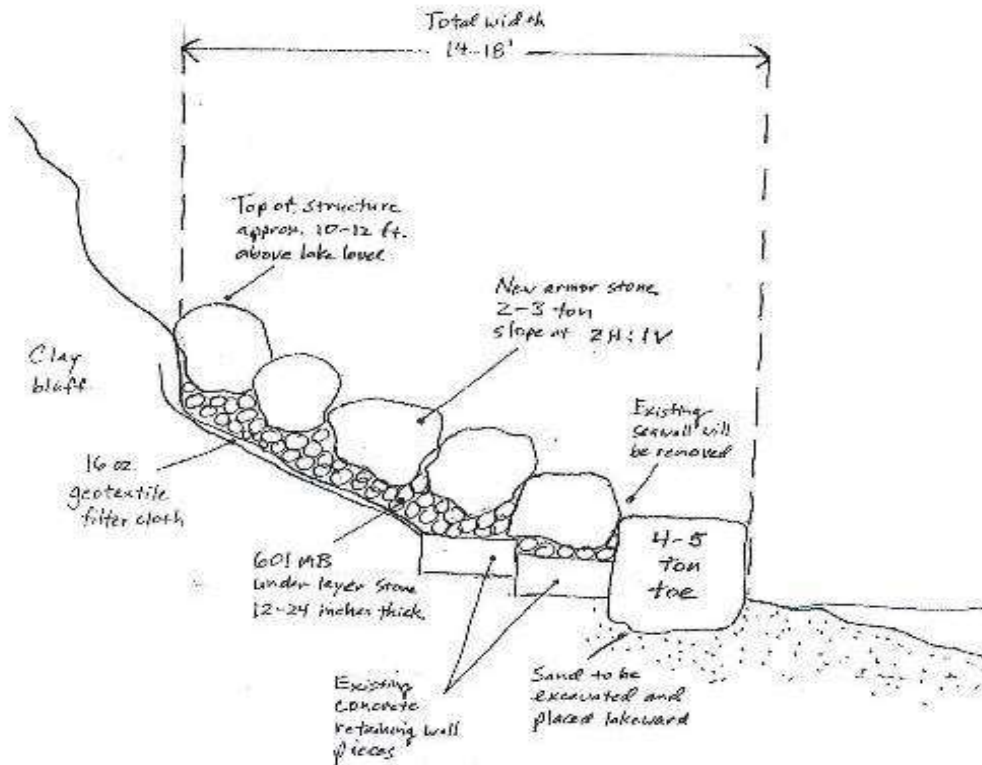 Total width
14-18'
Top of structure
approx. 10-12 ft.
above lake level
New armor stone
2-3 ton
slope at 2H:1V
Clay
bluff
Existing
seawall will
be removed
16 oz.
geotextile
filter cloth
4-5
ton
toe
601 MB
under layer stone
12-24 inches thick
Existing
concrete
retaining wall
pieces
Sand to be
excavated and
placed lakeward